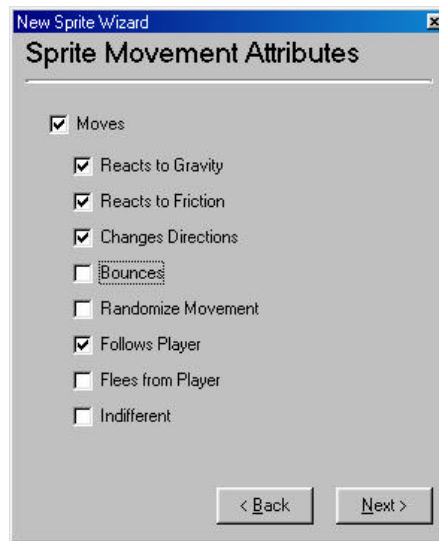 New Sprite Wizard
Sprite Movement Attributes
Moves
Reacts to Gravity
Reacts to Friction
Changes Directions
Bounces
Randomize Movement
Follows Player
Flees from Player
Indifferent
< Back
Next >